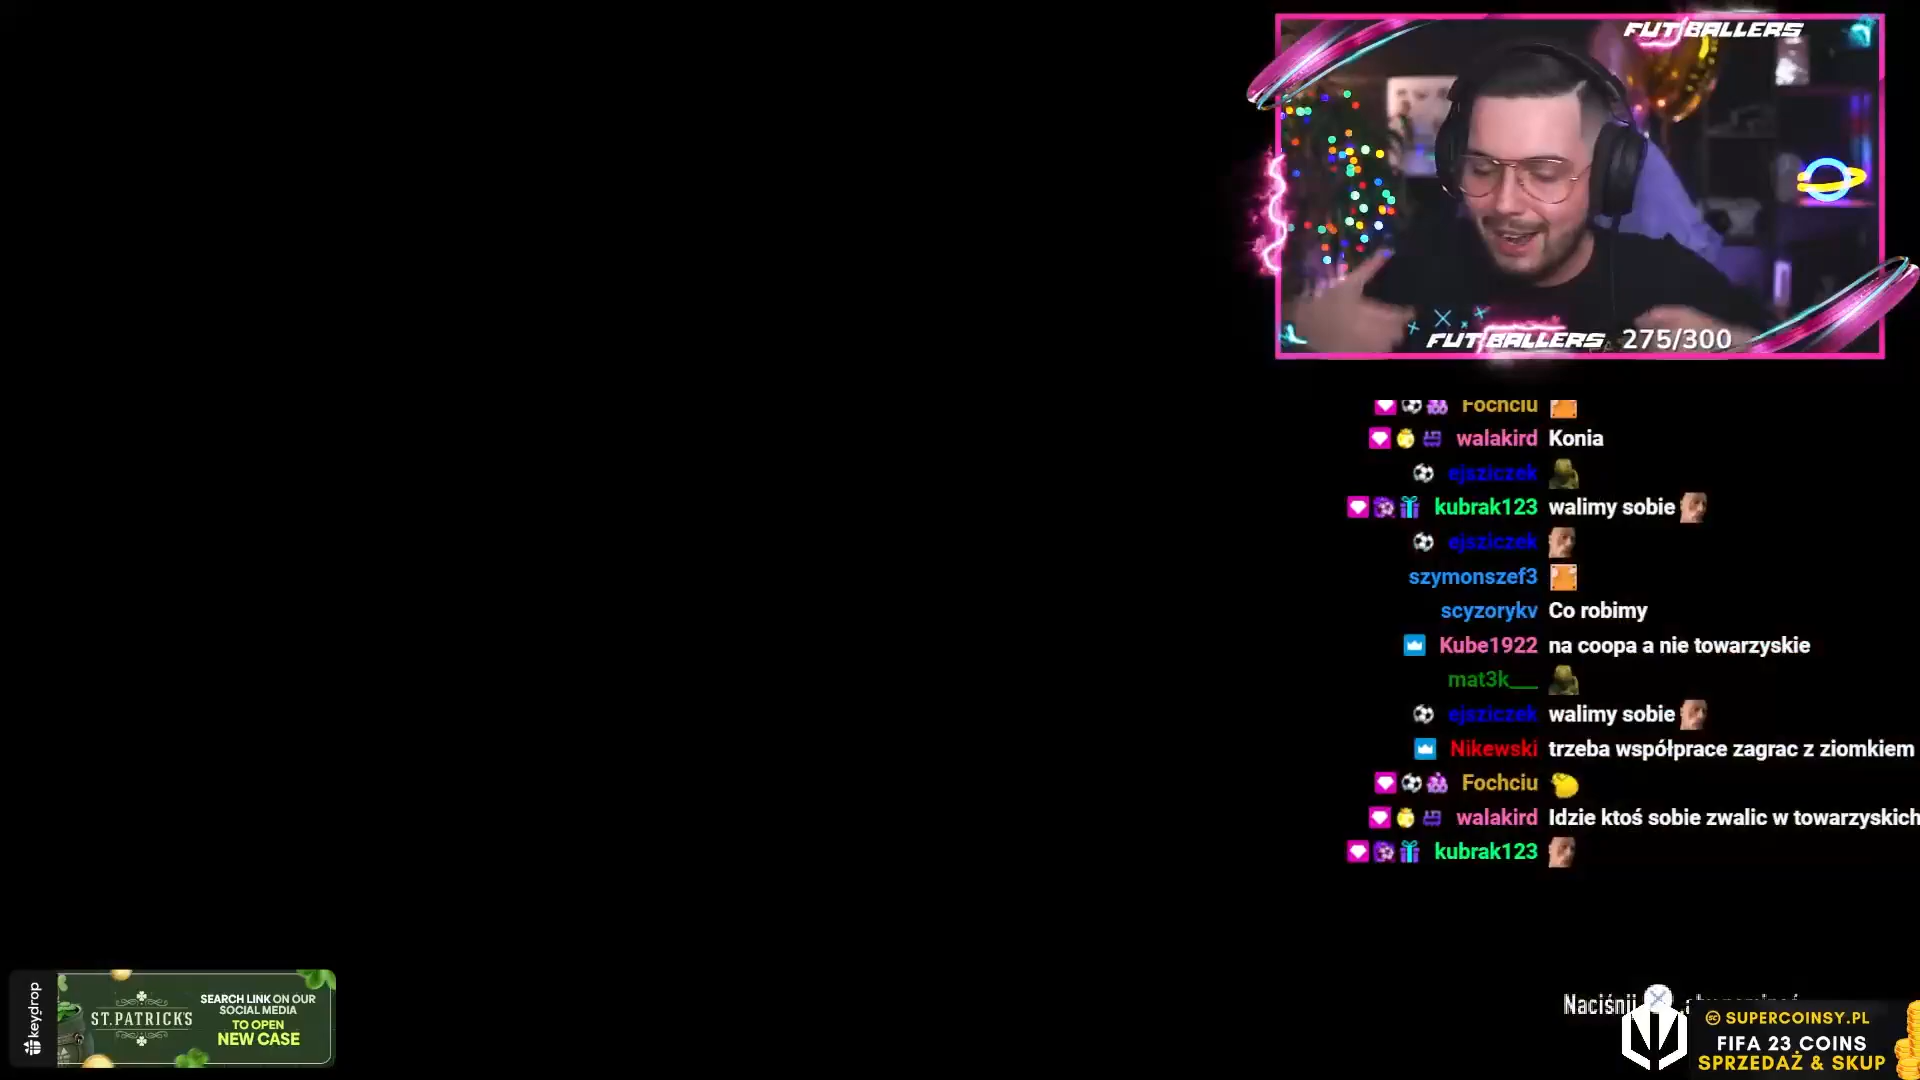 FUT BALLERS
FUT BALLERS 275/300
Fochciu
walakird Konia
ejsziczek
kubrak123 walimy sobie
ejsziczek
szymonszef3
scyzorykv Co robimy
Kube1922 na coopa a nie towarzyskie
mat3k___
ejsziczek walimy sobie
Nikewski trzeba współprace zagrac z ziomkiem
Fochciu
walakird Idzie ktoś sobie zwalic w towarzyskich
kubrak123
keydrop
ST.PATRICK'S
SEARCH LINK ON OUR
SOCIAL MEDIA
TO OPEN
NEW CASE
Naciśnij
SUPERCOINSY.PL
FIFA 23 COINS
SPRZEDAŻ & SKUP